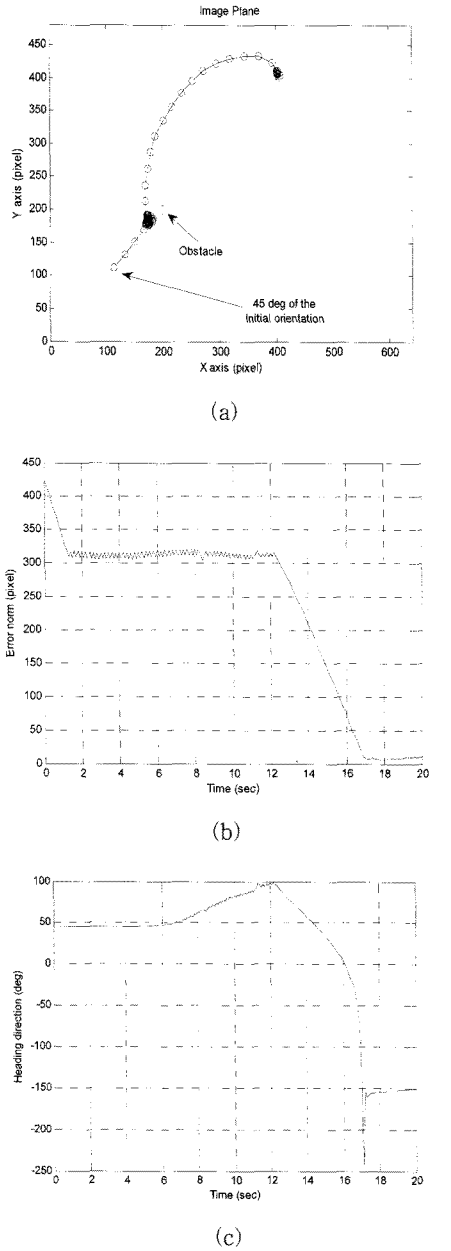 Image Plane
450
400
350
300
250
200
150
100
50
0
Y axis (pixel)
Obstacle
45 deg of the
initial orientation
0 100 200 300 400 500 600
X axis (pixel)
(a)
450
400
350
300
250
200
150
100
50
0
Error norm (pixel)
0 2 4 6 8 10 12 14 16 18 20
Time (sec)
(b)
100
50
0
-50
-100
-150
-200
-250
Heading direction (deg)
0 2 4 6 8 10 12 14 16 18 20
Time (sec)
(c)